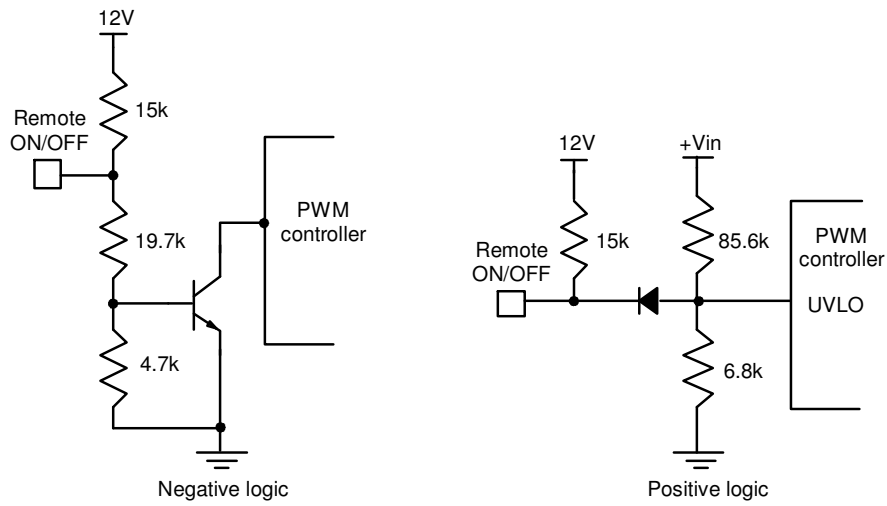 12V
15k
Remote
ON/OFF
19.7k
4.7k
PWM
controller
Negative logic
12V
+Vin
15k
85.6k
Remote
ON/OFF
PWM
controller
UVLO
6.8k
Positive logic